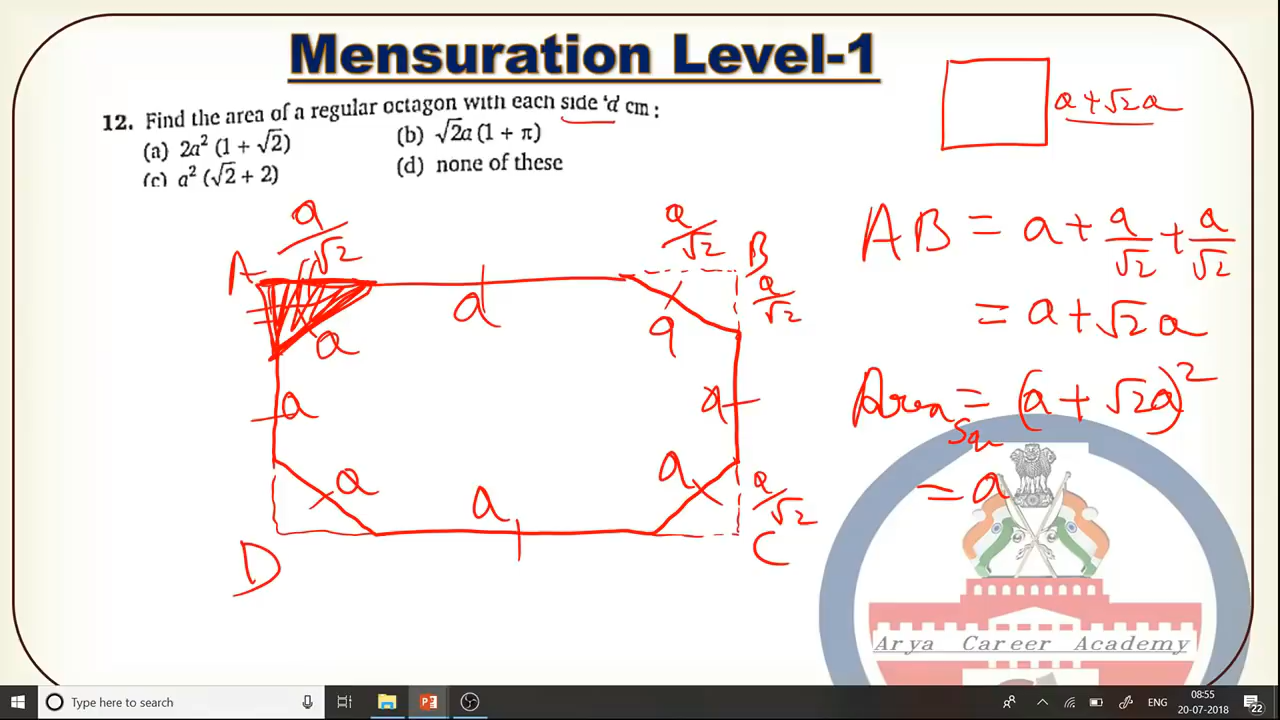 Mensuration Level-1
12. Find the area of a regular octagon with each side 'd' cm :
(a) 2a² (1 + √2)
(b) √2a (1 + π)
(c) a² (√2 + 2)
(d) none of these
a + √2a
a/√2
a/√2
A
B
a/√2
a
a
a
AB = a + a/√2 + a/√2
= a + √2a
a
a
Area Sq = (a + √2a)²
= a
a
a
a
a/√2
D
C
Arya Career Academy
Type here to search
ENG
08:55
20-07-2018
22